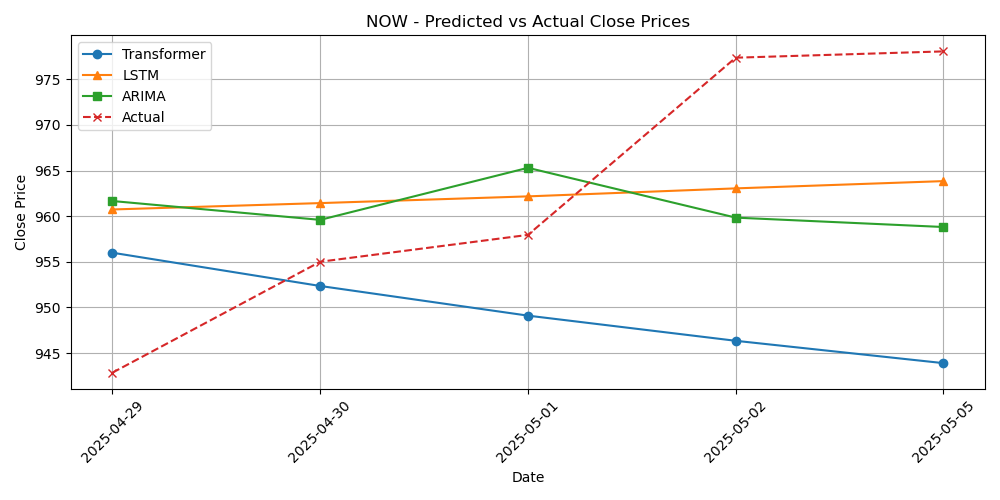 NOW - Predicted vs Actual Close Prices
Transformer
LSTM
ARIMA
Actual
Close Price
975
970
965
960
955
950
945
2025-04-29
2025-04-30
2025-05-01
2025-05-02
2025-05-05
Date